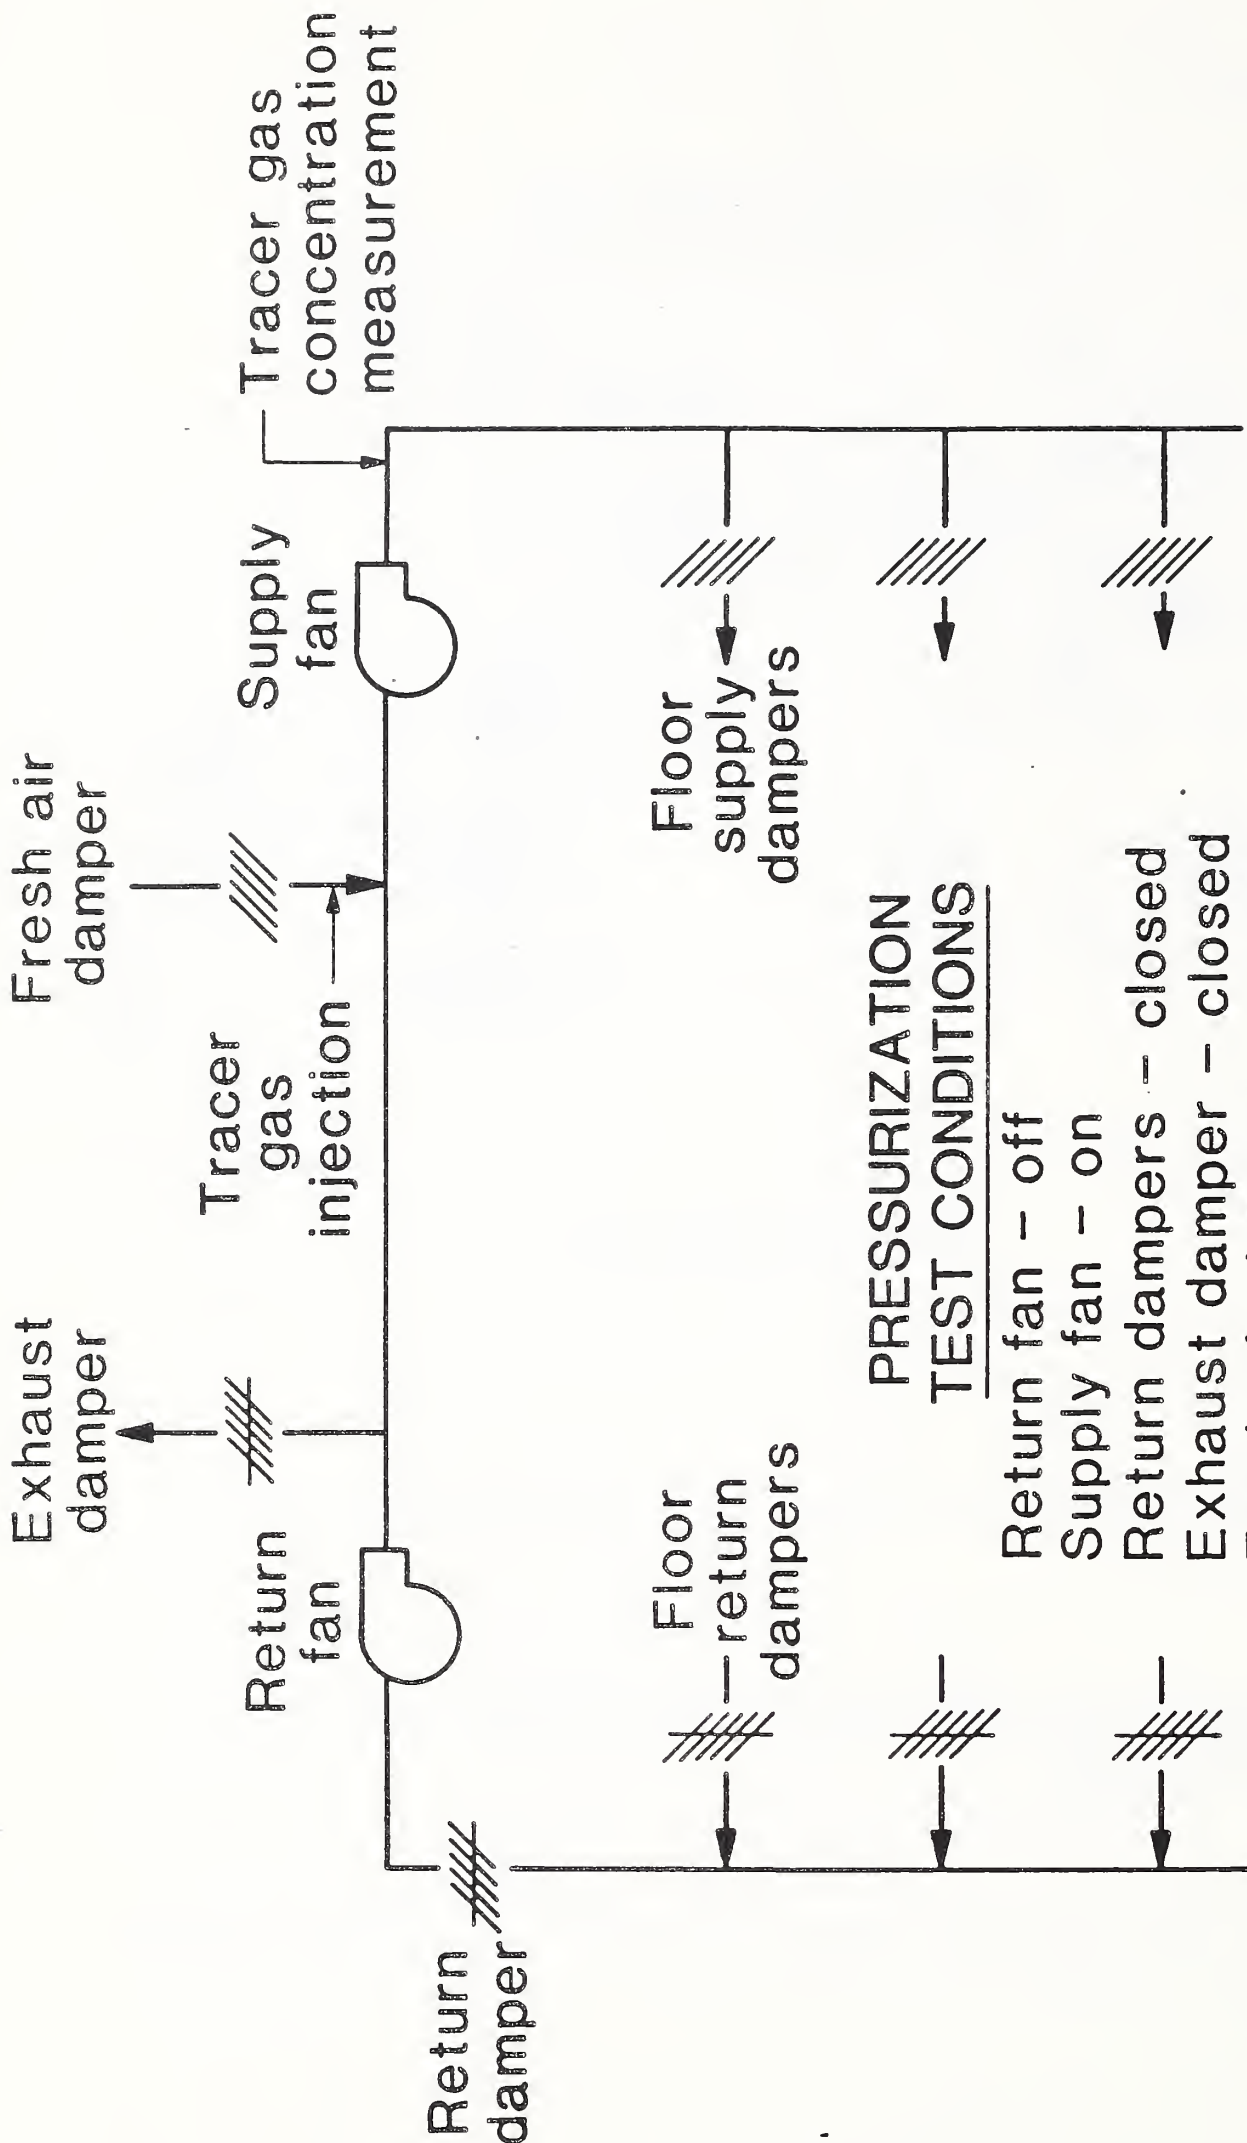 Exhaust
damper
Fresh air
damper
Return
fan
Tracer
gas
injection
Supply
fan
Tracer gas
concentration
measurement
Return
damper
Floor
return
dampers
Floor
supply
dampers
PRESSURIZATION
TEST CONDITIONS
Return fan - off
Supply fan - on
Return dampers - closed
Exhaust damper - closed